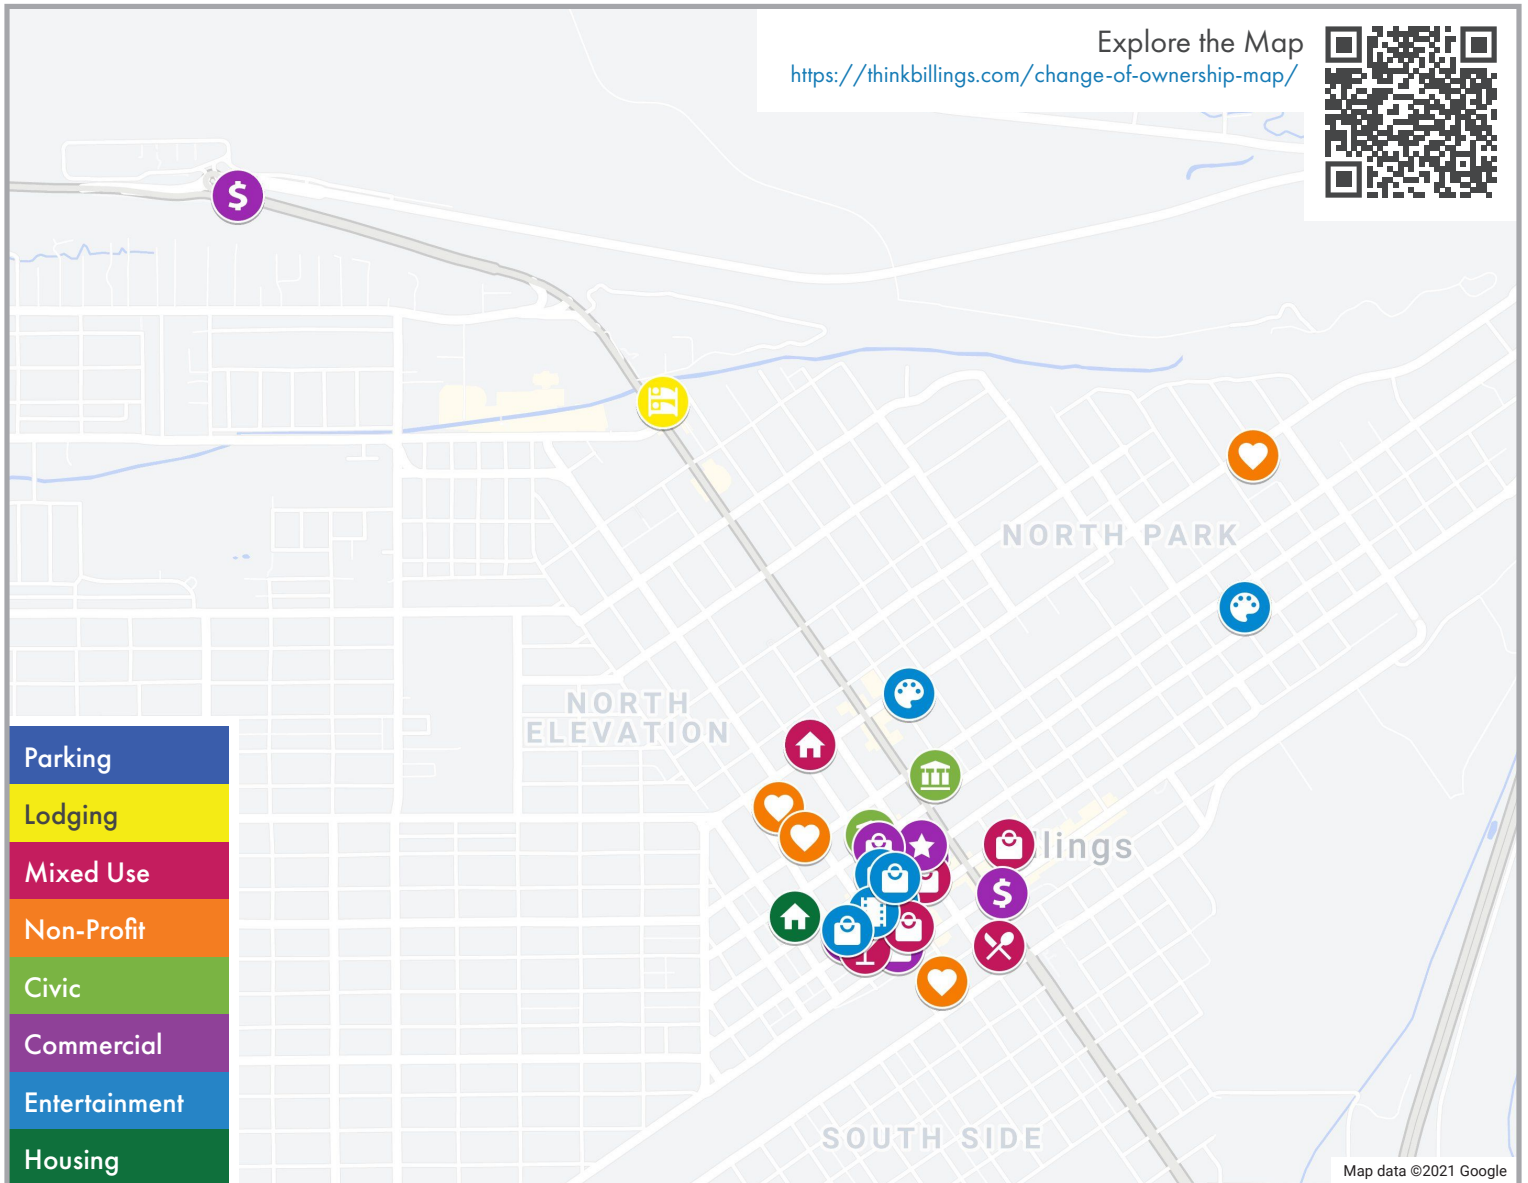 Explore the Map
https://thinkbillings.com/change-of-ownership-map/
$
NORTH PARK
NORTH
ELEVATION
llings
$
SOUTH SIDE
Parking
Lodging
Mixed Use
Non-Profit
Civic
Commercial
Entertainment
Housing
Map data ©2021 Google